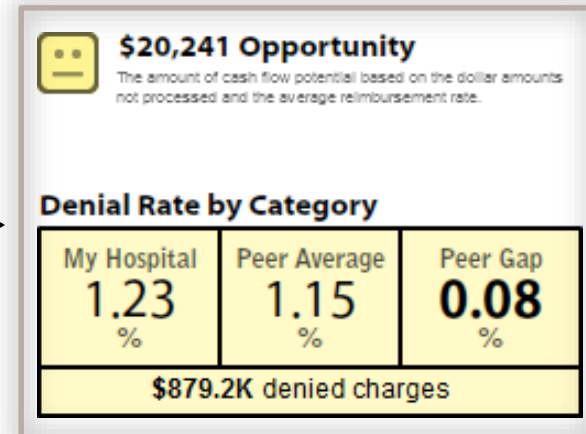 $20,241 Opportunity
The amount of cash flow potential based on the dollar amounts
not processed and the average reimbursement rate.
Denial Rate by Category
My Hospital Peer Average Peer Gap
1.23 1.15 0.08
% % %
$879.2K denied charges